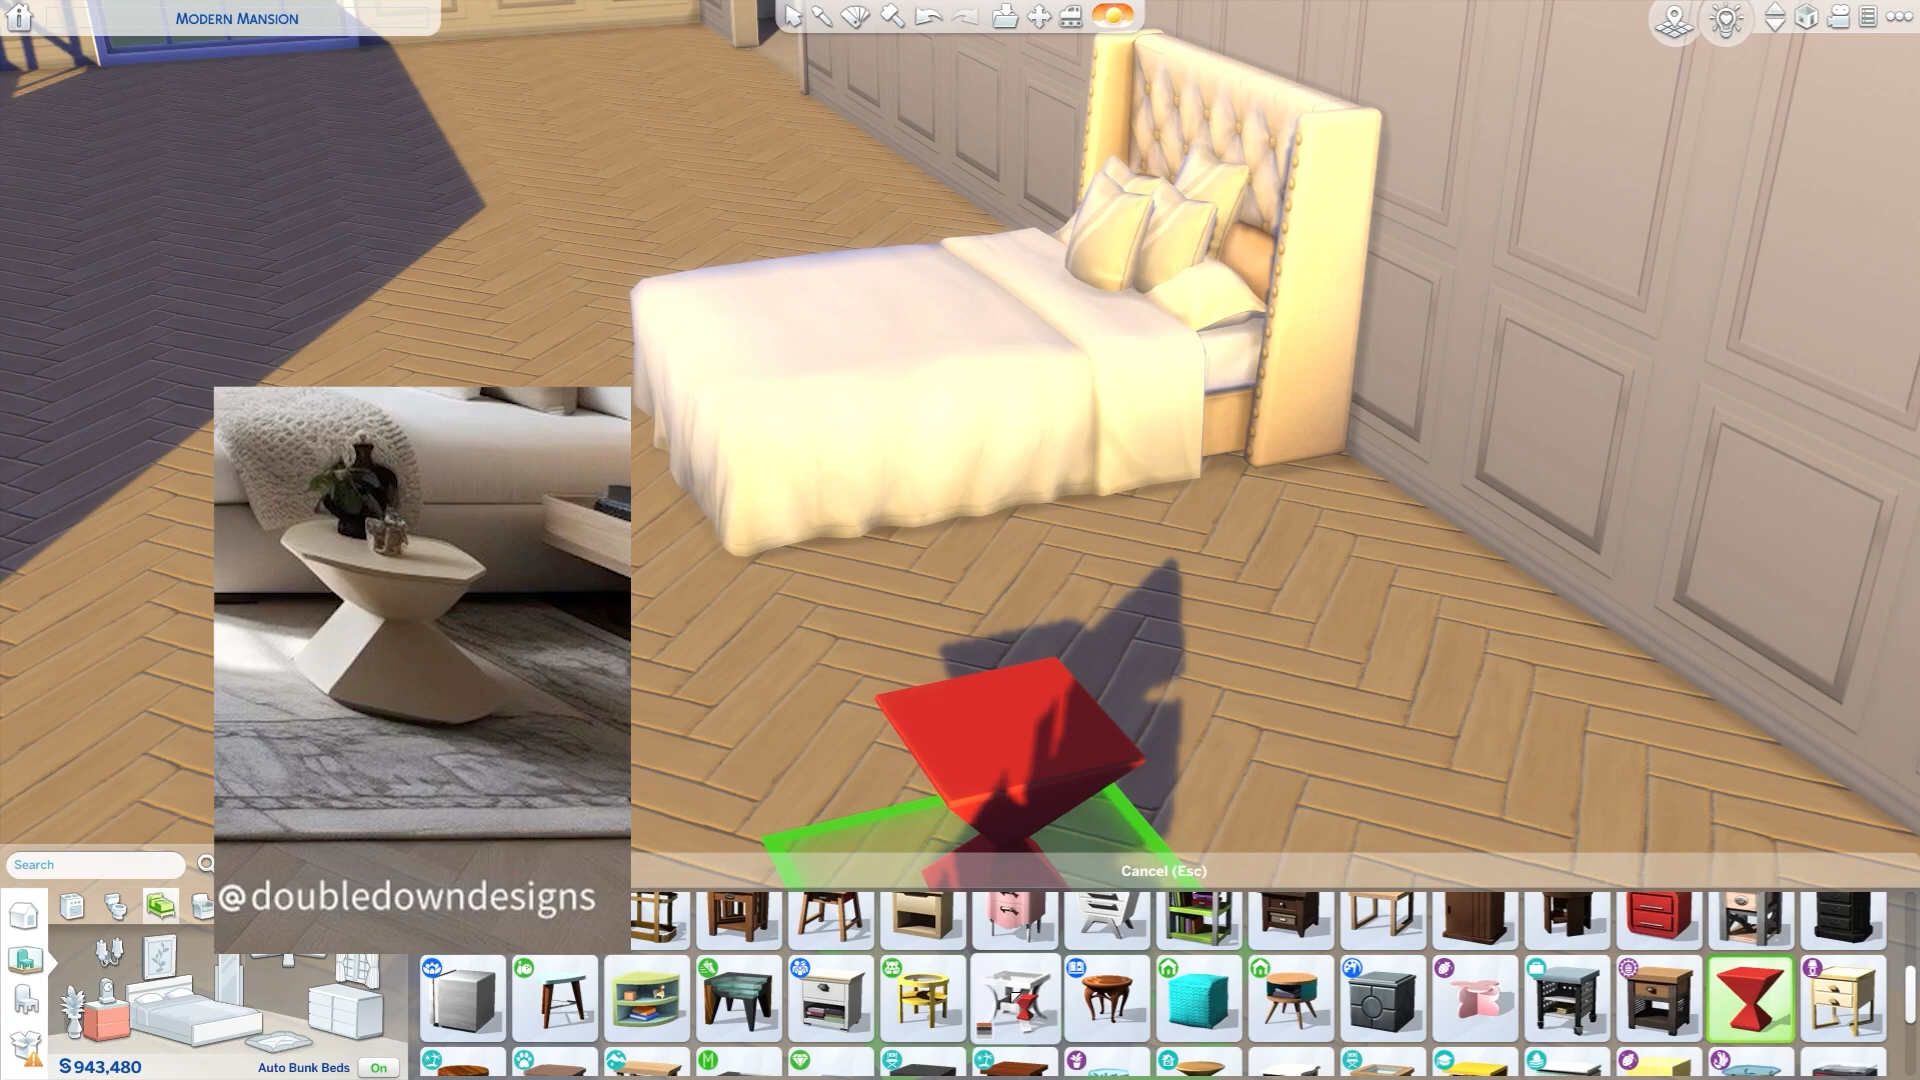 MODERN MANSION
Cancel (Esc)
Search
@doubledowndesigns
943,480
Auto Bunk Beds
On